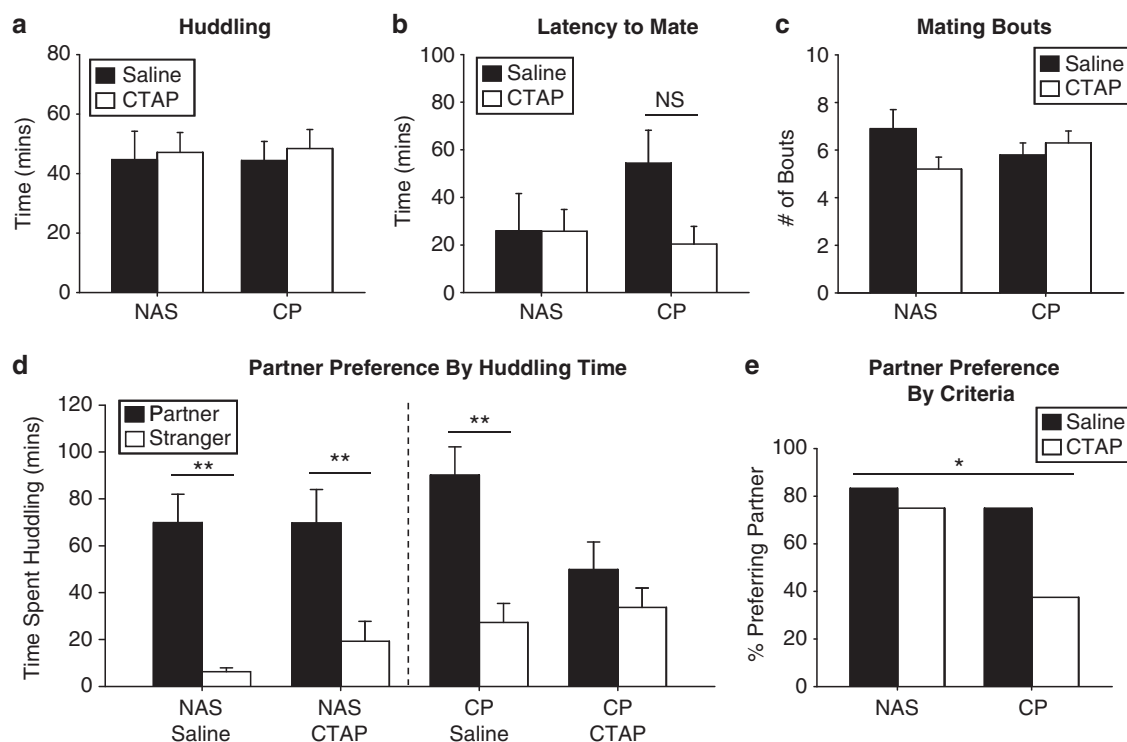 a
Huddling
80
60
40
20
0
Time (mins)
Saline
CTAP
NAS
CP
b
Latency to Mate
100
80
60
40
20
0
Time (mins)
Saline
CTAP
NS
NAS
CP
c
Mating Bouts
10
8
6
4
2
0
# of Bouts
Saline
CTAP
NAS
CP
d
Partner Preference By Huddling Time
120
100
80
60
40
20
0
Time Spent Huddling (mins)
Partner
Stranger
**
**
**
NAS
Saline
NAS
CTAP
CP
Saline
CP
CTAP
e
Partner Preference
By Criteria
Saline
CTAP
100
80
60
40
20
0
% Preferring Partner
*
NAS
CP